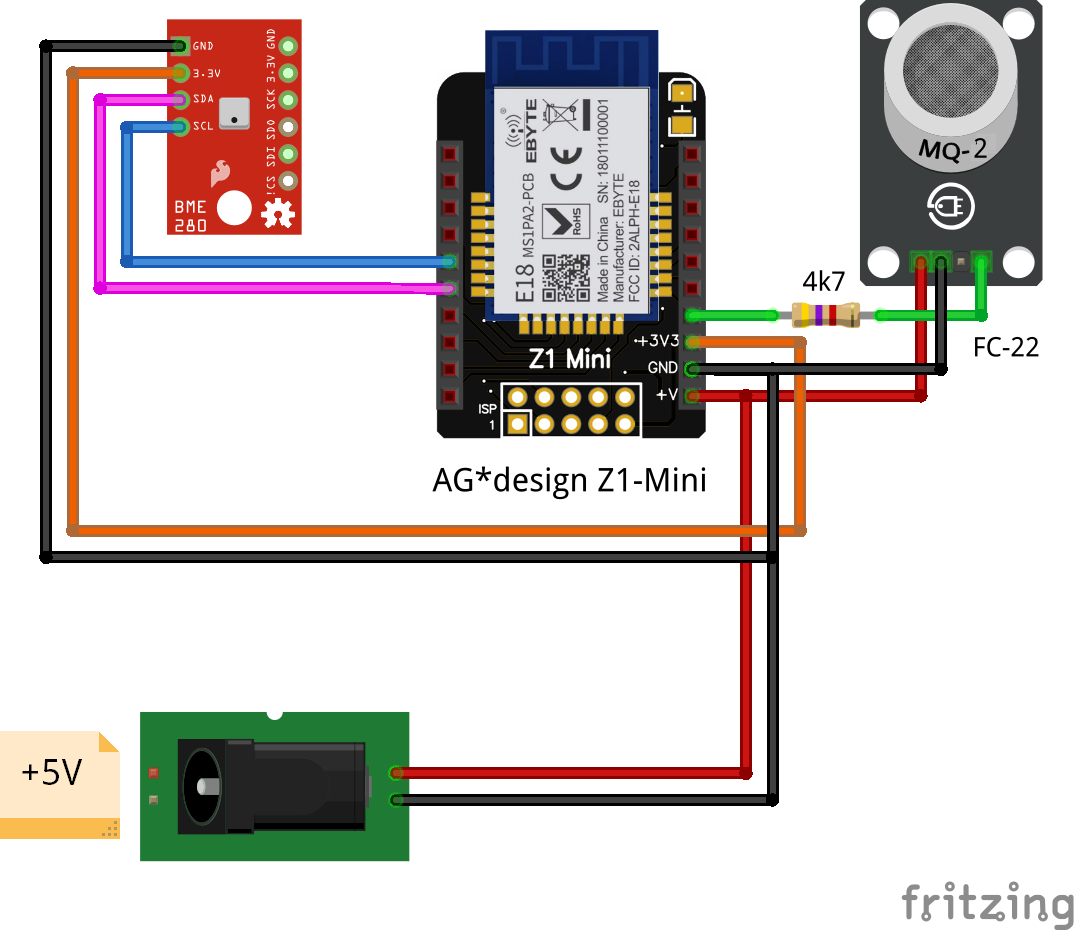 GND
3.3V
SDA
SCL
GND
3.3V
SCK
SDO
SDI
!CS
BME
280
EBYTE
E18 MS1PA2-PCB
RoHS
SN: 18011100001
Made in China
Manufacturer: EBYTE
FCC ID: 2ALPH-E18
+3V3
GND
+V
Z1 Mini
ISP
1
AG*design Z1-Mini
MQ-2
4k7
FC-22
+5V
fritzing